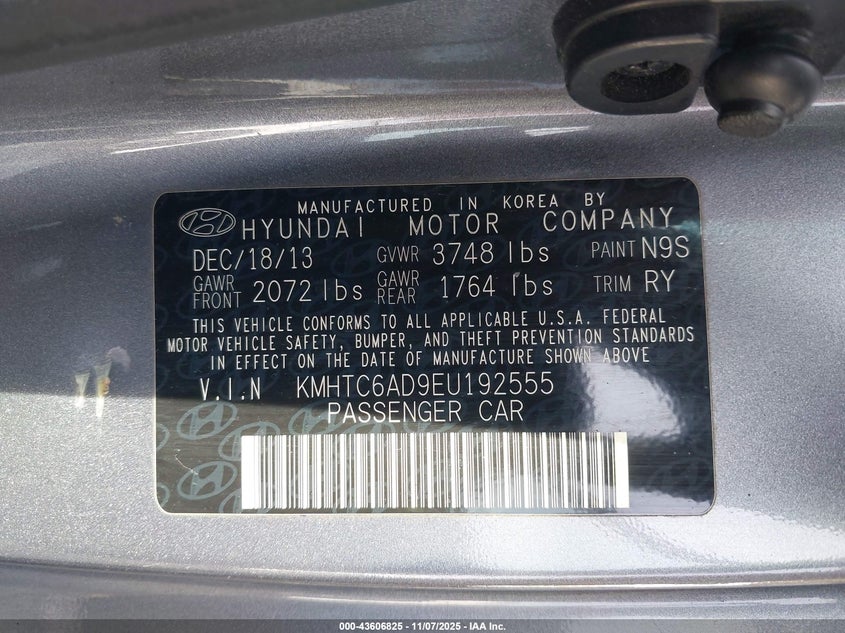 MANUFACTURED IN KOREA BY
HYUNDAI MOTOR COMPANY
DEC/18/13 GVWR 3748 lbs PAINT N9S
GAWR FRONT 2072 lbs GAWR REAR 1764 lbs TRIM RY
THIS VEHICLE CONFORMS TO ALL APPLICABLE U.S.A. FEDERAL
MOTOR VEHICLE SAFETY, BUMPER, AND THEFT PREVENTION STANDARDS
IN EFFECT ON THE DATE OF MANUFACTURE SHOWN ABOVE
V.I.N KMHTC6AD9EU192555
PASSENGER CAR
000-43606825 - 11/07/2025 - IAA Inc.